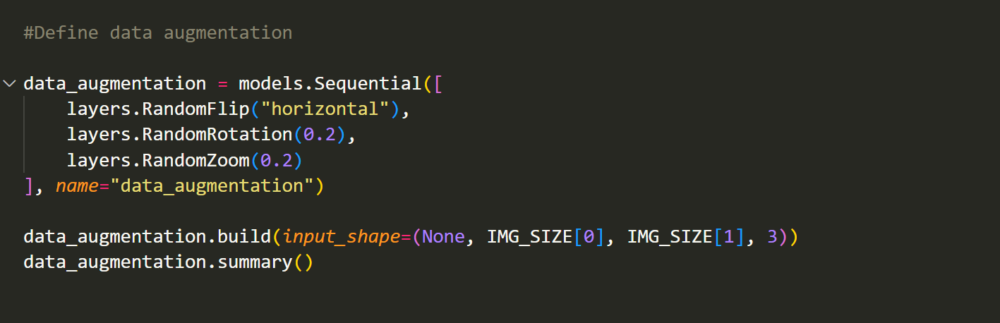 #Define data augmentation
data_augmentation = models.Sequential([
    layers.RandomFlip("horizontal"),
    layers.RandomRotation(0.2),
    layers.RandomZoom(0.2)
], name="data_augmentation")
data_augmentation.build(input_shape=(None, IMG_SIZE[0], IMG_SIZE[1], 3))
data_augmentation.summary()